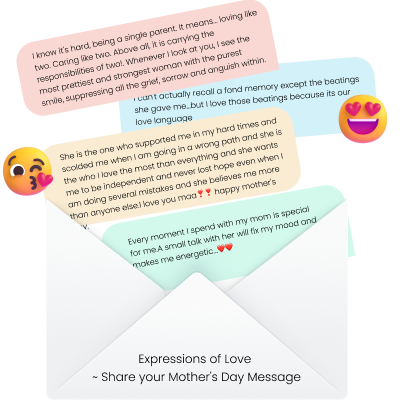 I know it's hard, being a single parent. It means... loving like
two. Caring like two. Above all, it is carrying the
responsibilities of two!. Whenever I look at you, I see the
most prettiest and strongest woman with the purest
smile, suppressing all the grief, sorrow and anguish within.
I can't actually recall a fond memory except the beatings
she gave me...but I love those beatings because its our
love language
She is the one who supported me in my hard times and
scolded me when I am going in a wrong path and she is
the who i love the most than everything and she wants
me to be independent and never lost hope even when I
am doing several mistakes and she believes me more
than anyone else.I love you maa❣❣ happy mother's
Every moment I spend with my mom is special
for me.A small talk with her will fix my mood and
makes me energetic...❤❤
Expressions of Love
~ Share your Mother's Day Message